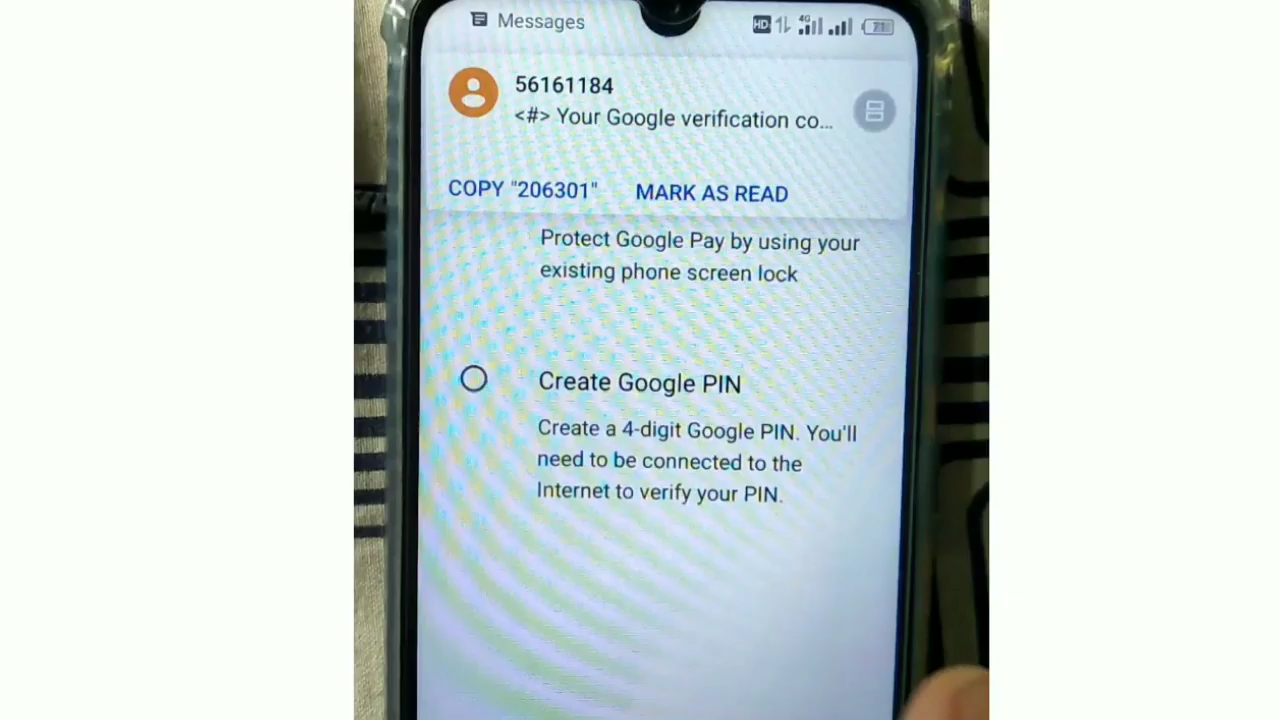 Messages
HD 4G 71
56161184
<#> Your Google verification co...
COPY "206301" MARK AS READ
Protect Google Pay by using your
existing phone screen lock
Create Google PIN
Create a 4-digit Google PIN. You'll
need to be connected to the
Internet to verify your PIN.